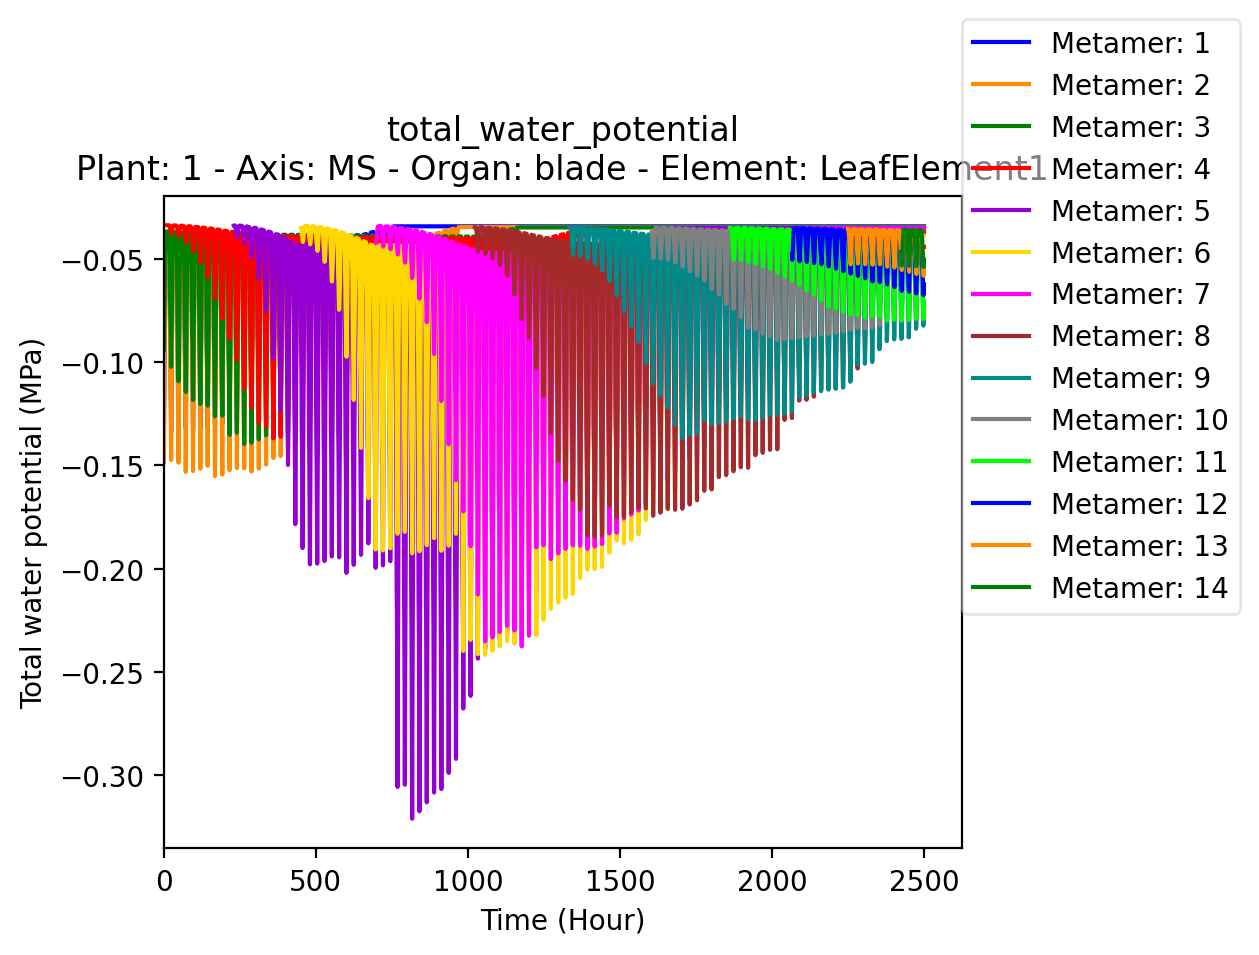 total_water_potential
Plant: 1 - Axis: MS - Organ: blade - Element: LeafElement1
Metamer: 1
Metamer: 2
Metamer: 3
Metamer: 4
Metamer: 5
Metamer: 6
Metamer: 7
Metamer: 8
Metamer: 9
Metamer: 10
Metamer: 11
Metamer: 12
Metamer: 13
Metamer: 14
Total water potential (MPa)
−0.05
−0.10
−0.15
−0.20
−0.25
−0.30
0
500
1000
1500
2000
2500
Time (Hour)